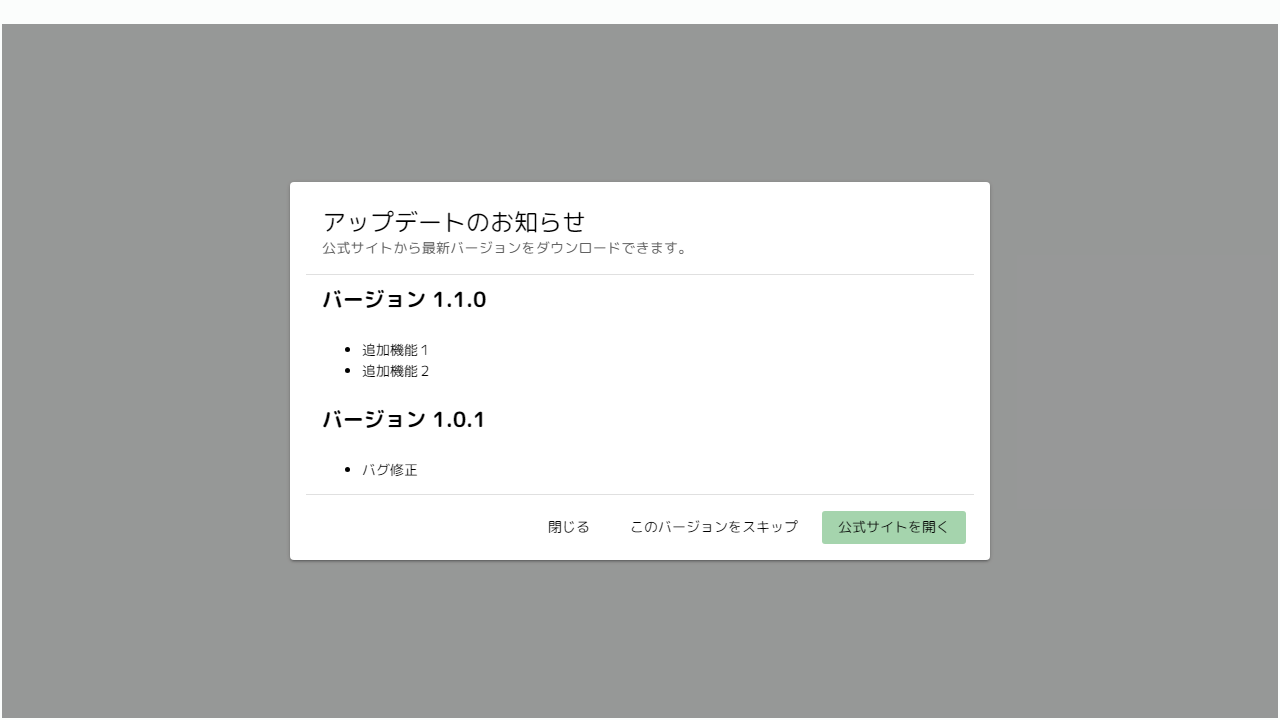 アップデートのお知らせ
公式サイトから最新バージョンをダウンロードできます。
バージョン 1.1.0
追加機能１
追加機能２
バージョン 1.0.1
バグ修正
閉じる
このバージョンをスキップ
公式サイトを開く